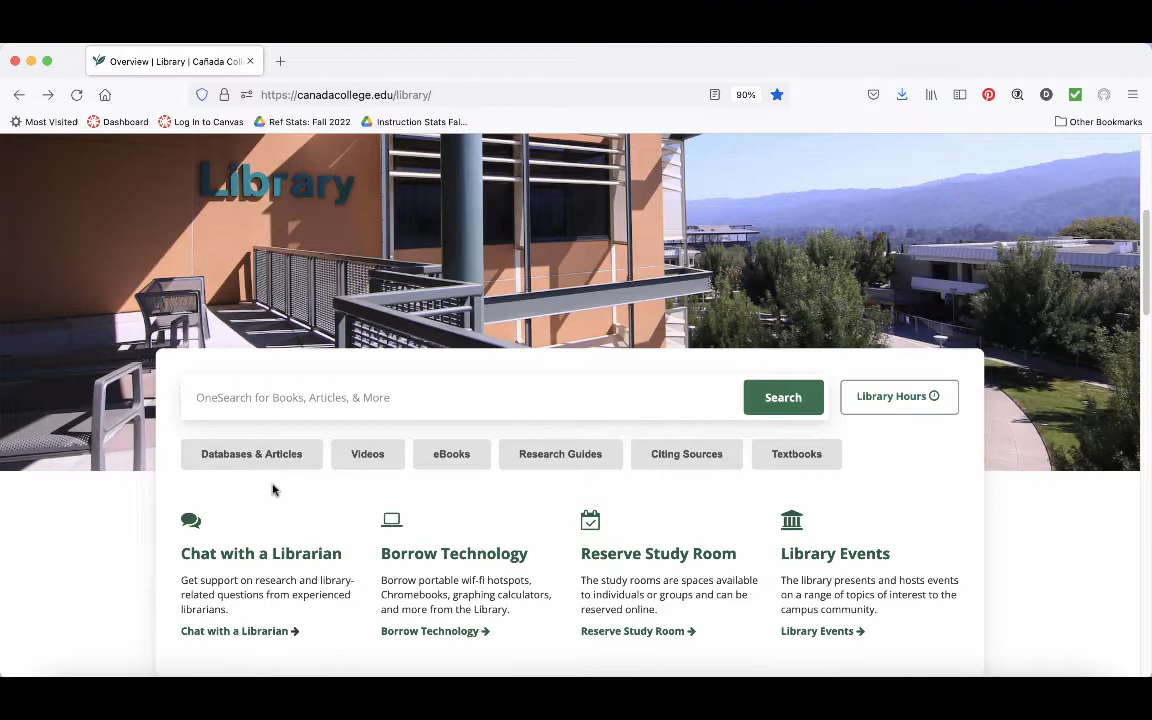 Overview | Library | Cañada Coll
https://canadacollege.edu/library/
90%
Most Visited
Dashboard
Log In to Canvas
Ref Stats: Fall 2022
Instruction Stats Fal...
Other Bookmarks
Library
OneSearch for Books, Articles, & More
Search
Library Hours
Databases & Articles
Videos
eBooks
Research Guides
Citing Sources
Textbooks
Chat with a Librarian
Get support on research and library-
related questions from experienced
librarians.
Chat with a Librarian
Borrow Technology
Borrow portable wif-fi hotspots,
Chromebooks, graphing calculators,
and more from the Library.
Borrow Technology
Reserve Study Room
The study rooms are spaces available
to individuals or groups and can be
reserved online.
Reserve Study Room
Library Events
The library presents and hosts events
on a range of topics of interest to the
campus community.
Library Events